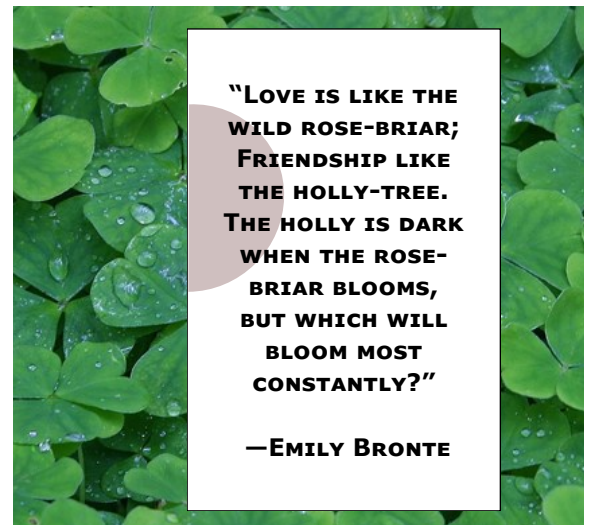 “Love is like the
wild rose-briar;
Friendship like
the holly-tree.
The holly is dark
when the rose-
briar blooms,
but which will
bloom most
constantly?”
—Emily Bronte